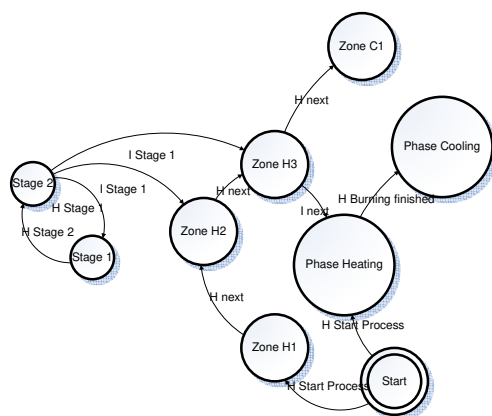 Zone C1
H next
Phase Cooling
I Stage 1
Zone H3
Stage 2
I Stage 1
H next
H Burning finished
H Stage 1
I next
H Stage 2
Zone H2
Stage 1
Phase Heating
H next
H Start Process
Zone H1
H Start Process
Start